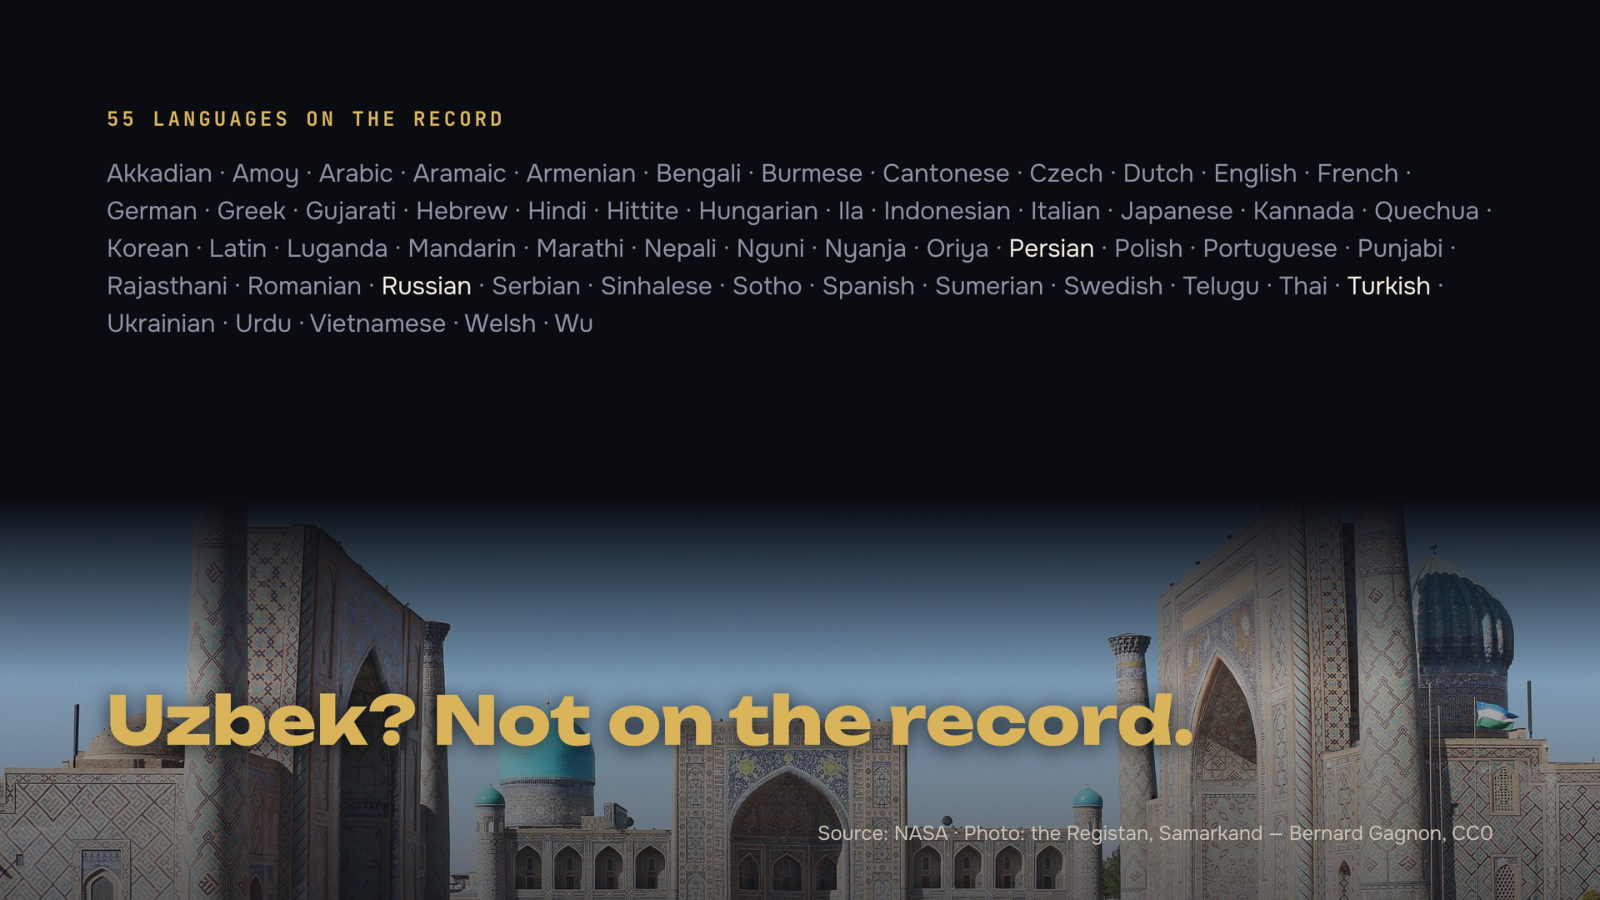 55 LANGUAGES ON THE RECORD
Akkadian · Amoy · Arabic · Aramaic · Armenian · Bengali · Burmese · Cantonese · Czech · Dutch · English · French ·
German · Greek · Gujarati · Hebrew · Hindi · Hittite · Hungarian · Ila · Indonesian · Italian · Japanese · Kannada · Quechua ·
Korean · Latin · Luganda · Mandarin · Marathi · Nepali · Nguni · Nyanja · Oriya · Persian · Polish · Portuguese · Punjabi ·
Rajasthani · Romanian · Russian · Serbian · Sinhalese · Sotho · Spanish · Sumerian · Swedish · Telugu · Thai · Turkish ·
Ukrainian · Urdu · Vietnamese · Welsh · Wu
Uzbek? Not on the record.
Source: NASA · Photo: the Registan, Samarkand — Bernard Gagnon, CC0